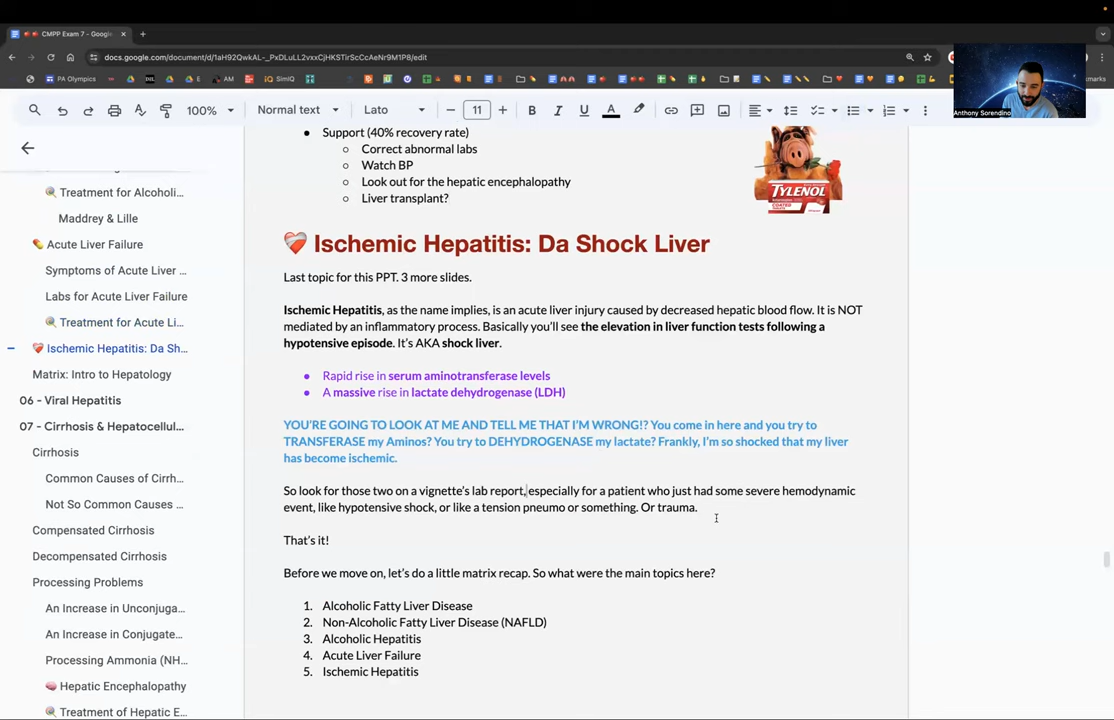 CMPP Exam 7 -
docs.google.com/document/d/1aH92QwkAL-_PxDLuLL2vxxCjHKSTirScCcAeNr9M1P8/edit
PA Olympics
AM
iQ SimIQ
Bookmarks
100%
Normal text
Lato
11
Anthony Sorendino
Treatment for Alcoholi...
Maddrey & Lille
Acute Liver Failure
Symptoms of Acute Liver ...
Labs for Acute Liver Failure
Treatment for Acute Li...
Ischemic Hepatitis: Da Sh...
Matrix: Intro to Hepatology
06 - Viral Hepatitis
07 - Cirrhosis & Hepatocellul...
Cirrhosis
Common Causes of Cirrh...
Not So Common Causes ...
Compensated Cirrhosis
Decompensated Cirrhosis
Processing Problems
An Increase in Unconjuga...
An Increase in Conjugate...
Processing Ammonia (NH...
Hepatic Encephalopathy
Treatment of Hepatic E...
Support (40% recovery rate)
Correct abnormal labs
Watch BP
Look out for the hepatic encephalopathy
Liver transplant?
TYLENOL
Ischemic Hepatitis: Da Shock Liver
Last topic for this PPT. 3 more slides.
Ischemic Hepatitis, as the name implies, is an acute liver injury caused by decreased hepatic blood flow. It is NOT
mediated by an inflammatory process. Basically you'll see the elevation in liver function tests following a
hypotensive episode. It's AKA shock liver.
Rapid rise in serum aminotransferase levels
A massive rise in lactate dehydrogenase (LDH)
YOU'RE GOING TO LOOK AT ME AND TELL ME THAT I'M WRONG!? You come in here and you try to
TRANSFERASE my Aminos? You try to DEHYDROGENASE my lactate? Frankly, I'm so shocked that my liver
has become ischemic.
So look for those two on a vignette's lab report, especially for a patient who just had some severe hemodynamic
event, like hypotensive shock, or like a tension pneumo or something. Or trauma.
That's it!
Before we move on, let's do a little matrix recap. So what were the main topics here?
1. Alcoholic Fatty Liver Disease
2. Non-Alcoholic Fatty Liver Disease (NAFLD)
3. Alcoholic Hepatitis
4. Acute Liver Failure
5. Ischemic Hepatitis